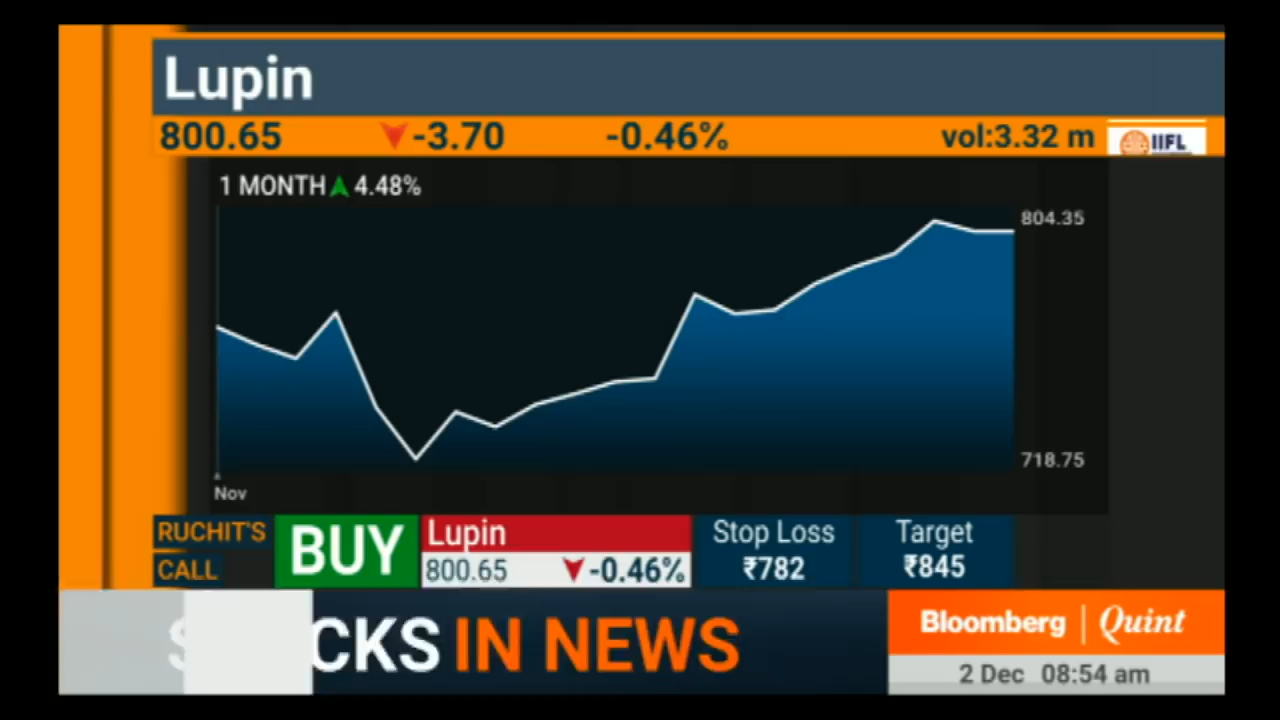 Lupin
800.65 -3.70 -0.46% vol:3.32 m IIFL
1 MONTH 4.48%
804.35
718.75
Nov
RUCHIT'S
CALL
BUY
Lupin
800.65 -0.46%
Stop Loss
₹782
Target
₹845
CKS IN NEWS
Bloomberg | Quint
2 Dec 08:54 am